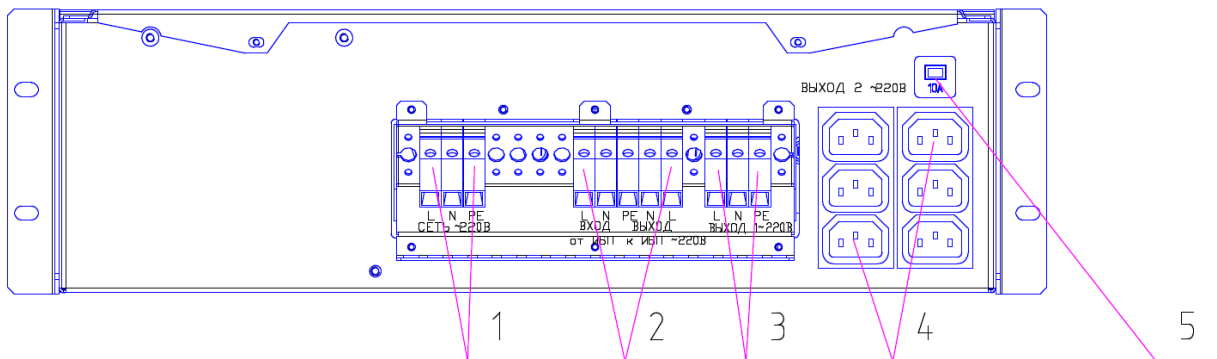 ВЫХОД 2 ~220В
10А
L N PE L N PE N L L N PE
СЕТЬ ~220В ВХОД ВЫХОД ВЫХОД 1~220В
от ИБП к ИБП ~220В
1 2 3 4 5